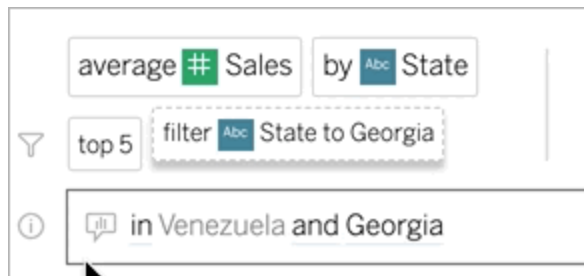 average # Sales by Abc State
top 5 filter Abc State to Georgia
in Venezuela and Georgia